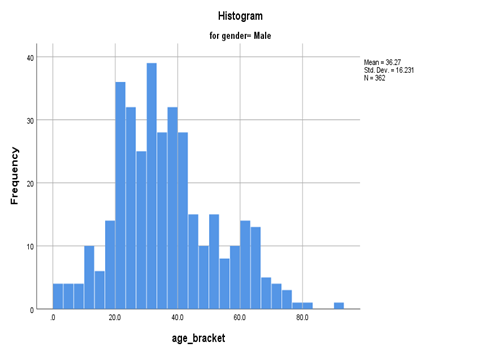 Histogram
for gender= Male
Mean = 36.27
Std. Dev. = 16.231
N = 362
Frequency
40
30
20
10
0
.0 20.0 40.0 60.0 80.0
age_bracket